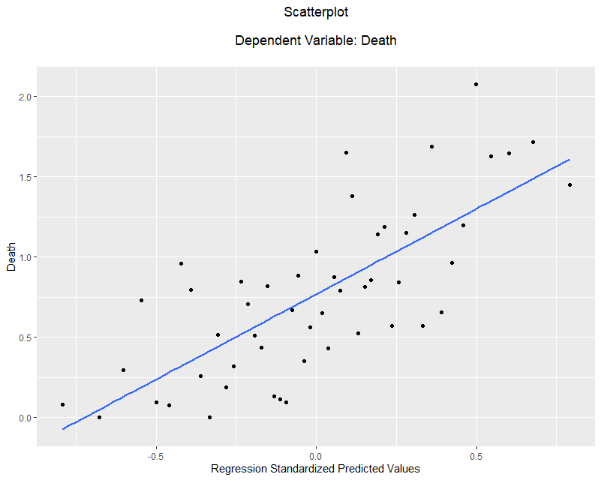 Scatterplot
Dependent Variable: Death
2.0
1.5
1.0
0.5
0.0
Death
-0.5
0.0
0.5
Regression Standardized Predicted Values